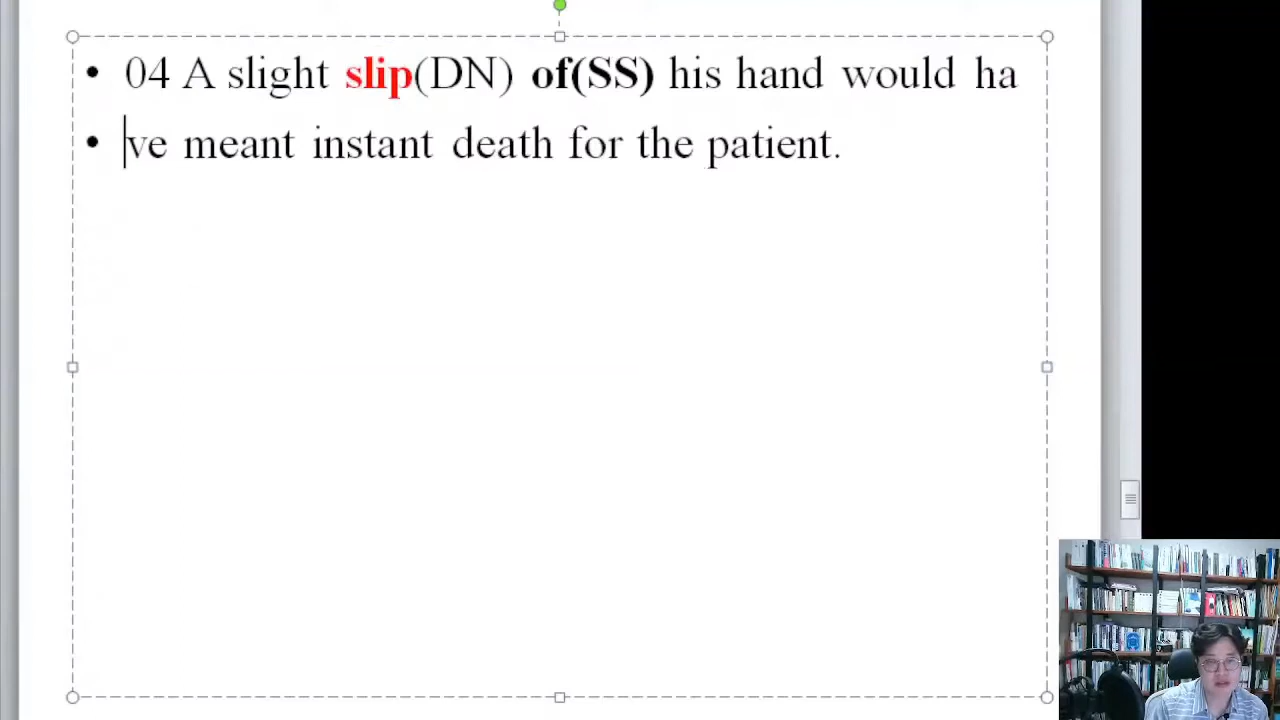 • 04 A slight slip(DN) of(SS) his hand would ha
• ve meant instant death for the patient.